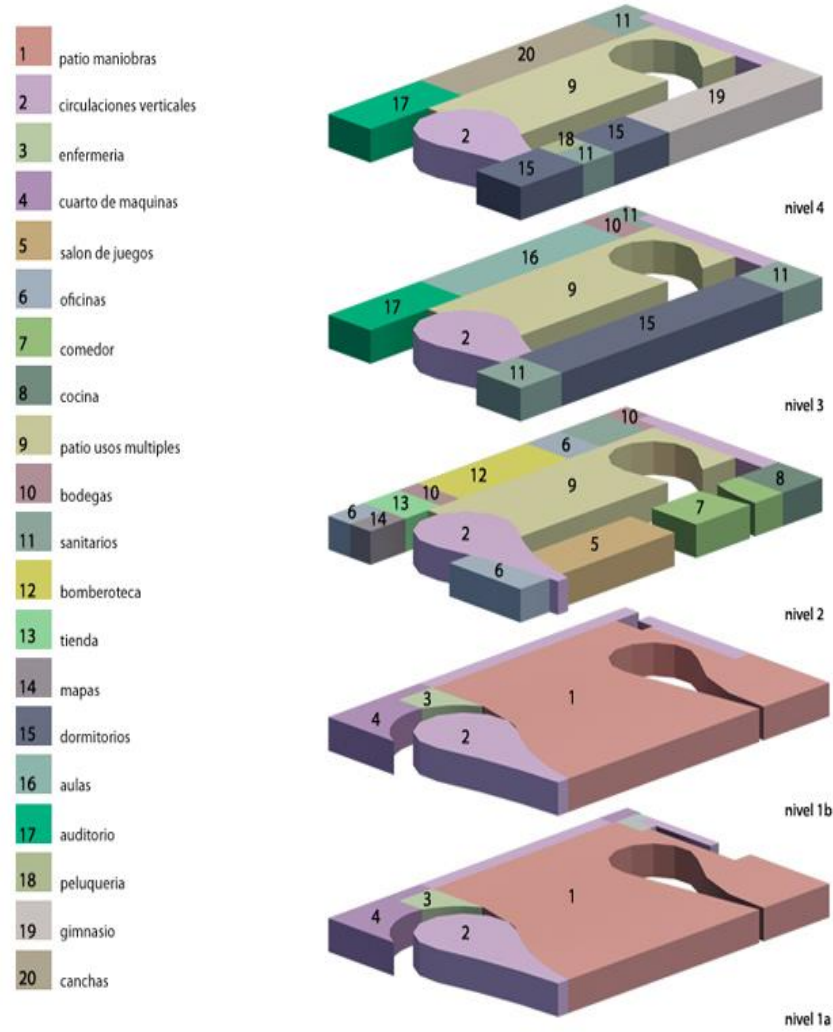 1 patio maniobras
2 circulaciones verticales
3 enfermeria
4 cuarto de maquinas
5 salon de juegos
6 oficinas
7 comedor
8 cocina
9 patio usos multiples
10 bodegas
11 sanitarios
12 bomberoteca
13 tienda
14 mapas
15 dormitorios
16 aulas
17 auditorio
18 peluqueria
19 gimnasio
20 canchas
11
20
9
19
17
2
18
15
11
15
nivel 4
11
10
16
9
11
17
15
2
11
nivel 3
10
6
12
9
8
13
10
6
14
7
2
5
6
nivel 2
3
1
4
2
nivel 1b
3
1
4
2
nivel 1a